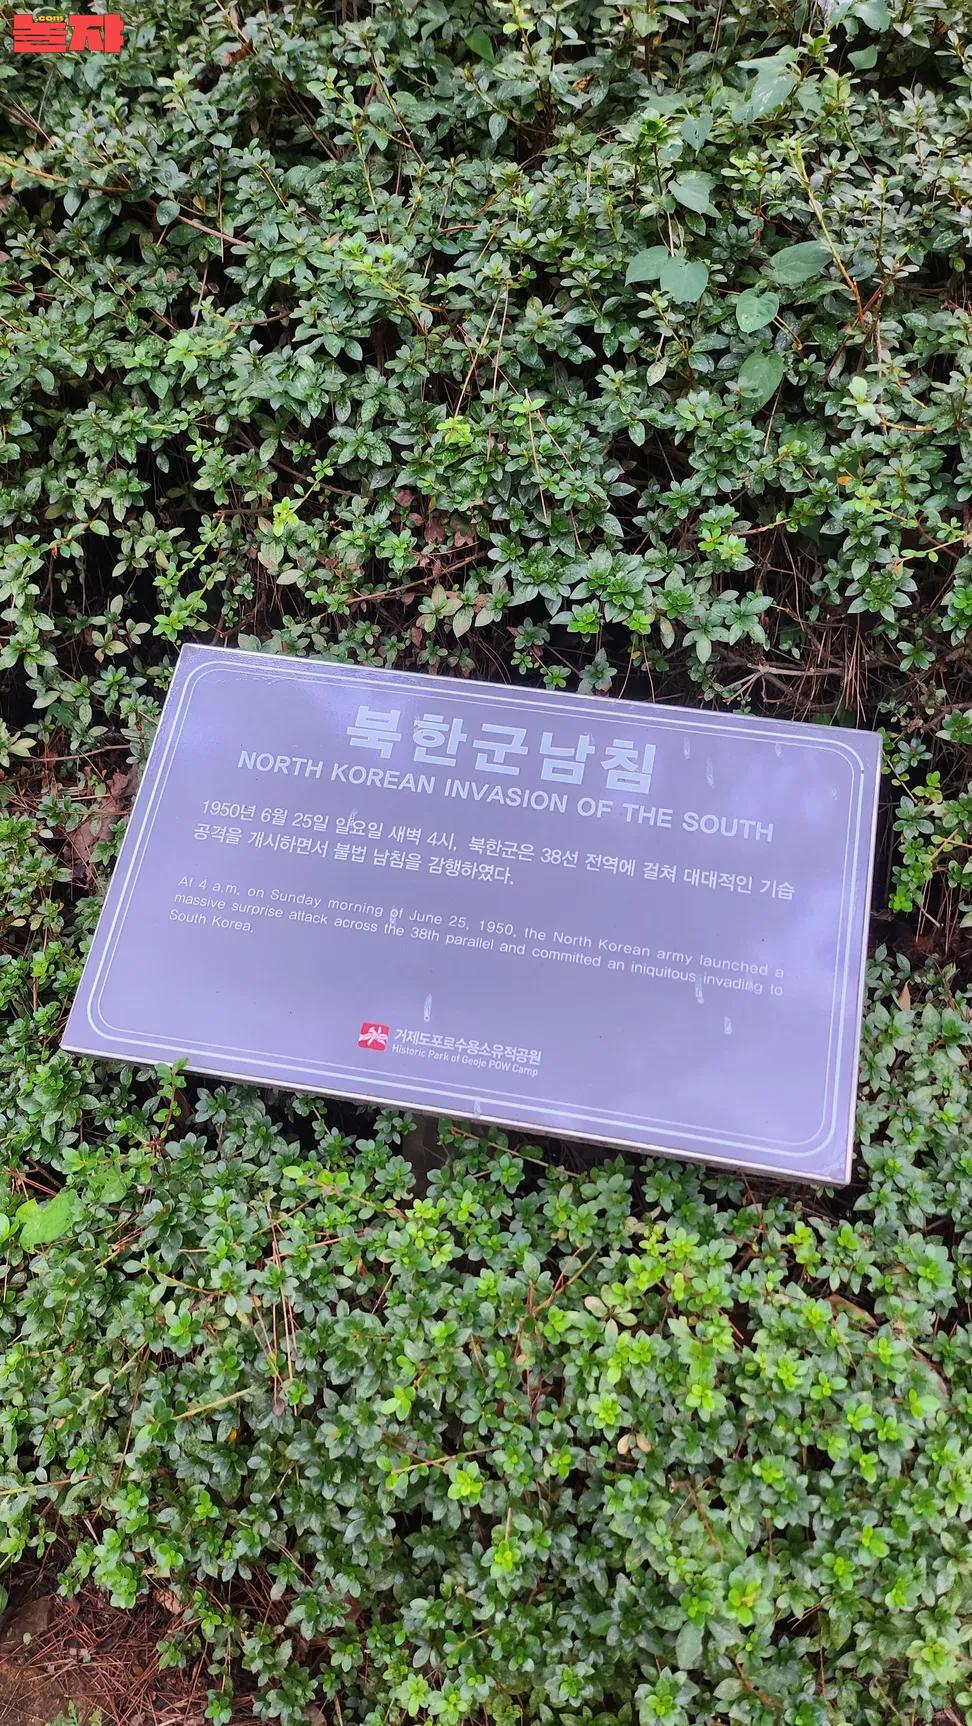 .com
놀자
북한군남침
NORTH KOREAN INVASION OF THE SOUTH
1950년 6월 25일 일요일 새벽 4시, 북한군은 38선 전역에 걸쳐 대대적인 기습
공격을 개시하면서 불법 남침을 감행하였다.
At 4 a.m. on Sunday morning of June 25, 1950, the North Korean army launched a
massive surprise attack across the 38th parallel and committed an iniquitous invading to
South Korea.
거제도포로수용소유적공원
Historic Park of Geoje POW Camp